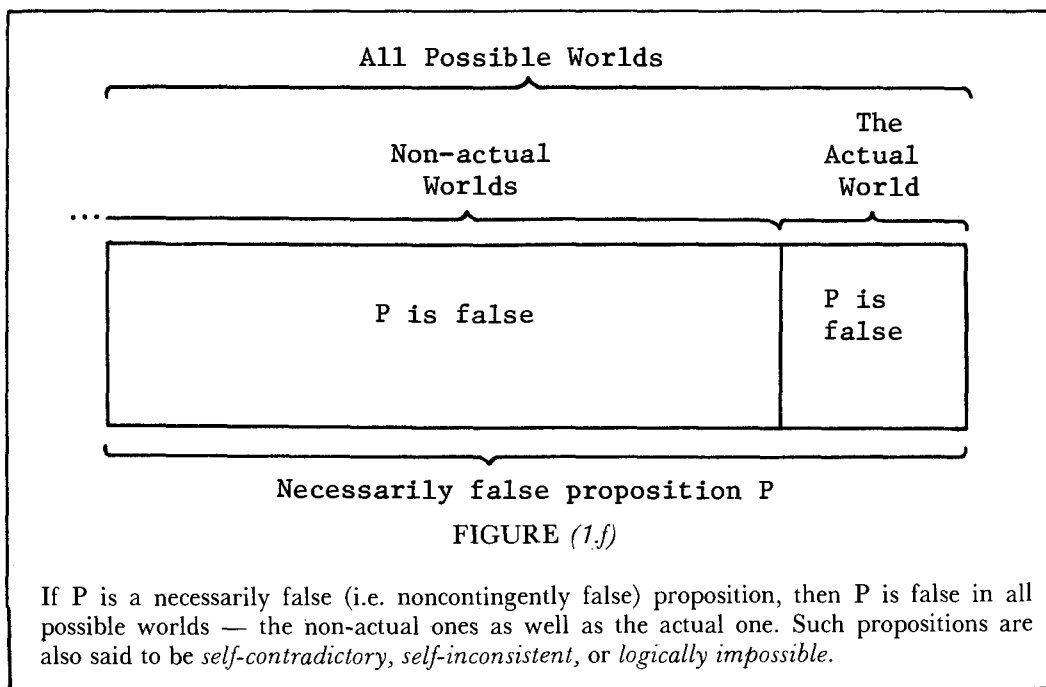 All Possible Worlds
The
Non-actual Actual
Worlds World
...
P is false P is
false
Necessarily false proposition P
FIGURE (1.f)
If P is a necessarily false (i.e. noncontingently false) proposition, then P is false in all
possible worlds — the non-actual ones as well as the actual one. Such propositions are
also said to be self-contradictory, self-inconsistent, or logically impossible.